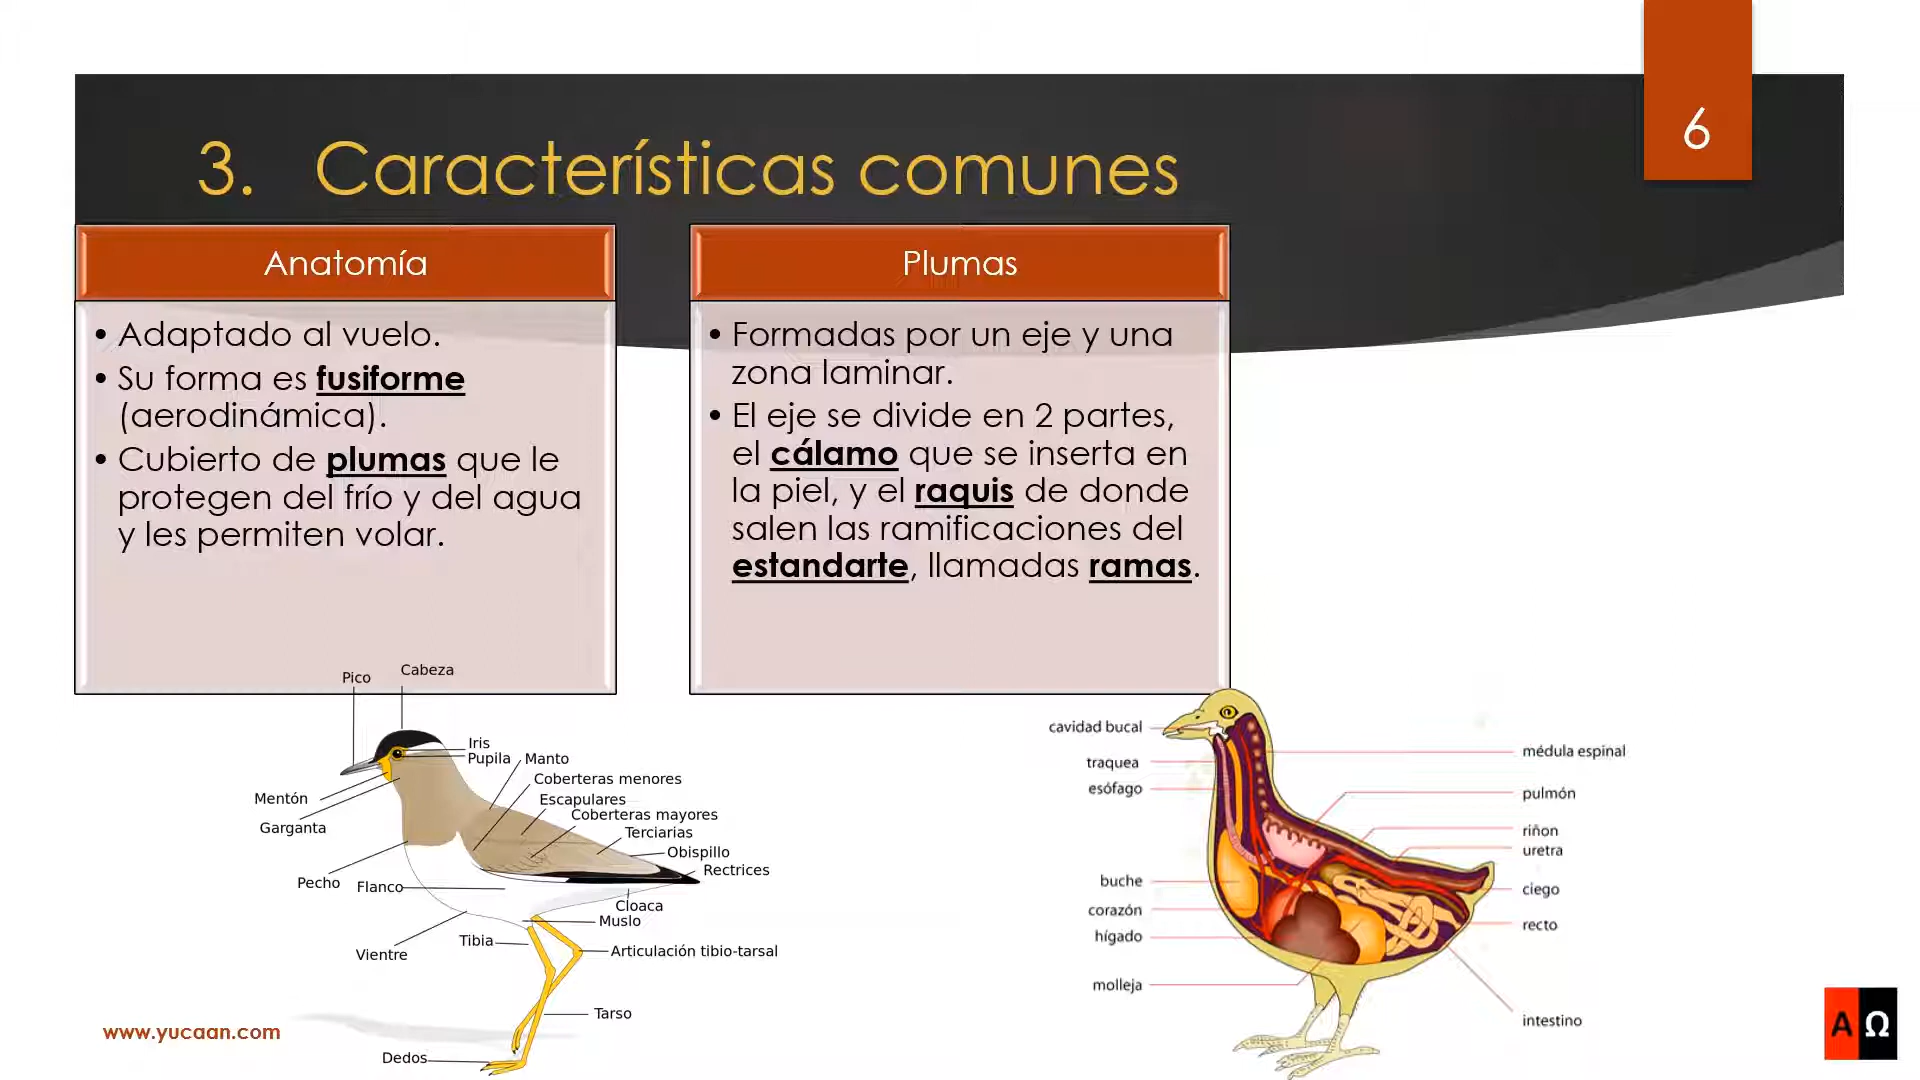 6
3. Características comunes
Anatomía
• Adaptado al vuelo.
• Su forma es fusiforme
(aerodinámica).
• Cubierto de plumas que le
protegen del frío y del agua
y les permiten volar.
Plumas
• Formadas por un eje y una
zona laminar.
• El eje se divide en 2 partes,
el cálamo que se inserta en
la piel, y el raquis de donde
salen las ramificaciones del
estandarte, llamadas ramas.
Pico
Cabeza
Iris
Pupila
Manto
Coberteras menores
Escapulares
Coberteras mayores
Terciarias
Obispillo
Rectrices
Mentón
Garganta
Pecho
Flanco
Cloaca
Muslo
Tibia
Vientre
Articulación tibio-tarsal
Tarso
Dedos
cavidad bucal
traquea
esófago
buche
corazón
hígado
molleja
médula espinal
pulmón
riñon
uretra
ciego
recto
intestino
www.yucaan.com
A Ω